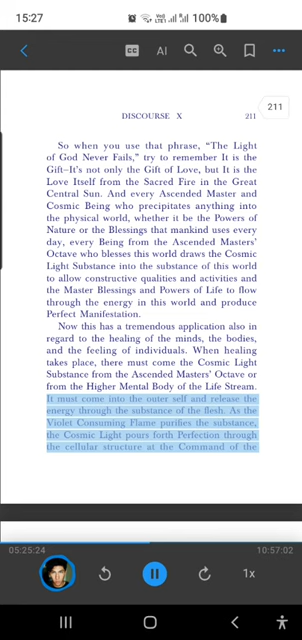 15:27
100%
CC
AI
211
DISCOURSE X 211
So when you use that phrase, "The Light
of God Never Fails," try to remember It is the
Gift–It's not only the Gift of Love, but It is the
Love Itself from the Sacred Fire in the Great
Central Sun. And every Ascended Master and
Cosmic Being who precipitates anything into
the physical world, whether it be the Powers of
Nature or the Blessings that mankind uses every
day, every Being from the Ascended Masters'
Octave who blesses this world draws the Cosmic
Light Substance into the substance of this world
to allow constructive qualities and activities and
the Master Blessings and Powers of Life to flow
through the energy in this world and produce
Perfect Manifestation.
Now this has a tremendous application also in
regard to the healing of the minds, the bodies,
and the feeling of individuals. When healing
takes place, there must come the Cosmic Light
Substance from the Ascended Masters' Octave or
from the Higher Mental Body of the Life Stream.
It must come into the outer self and release the
energy through the substance of the flesh. As the
Violet Consuming Flame purifies the substance,
the Cosmic Light pours forth Perfection through
the cellular structure at the Command of the
05:25:24 10:57:02
1x